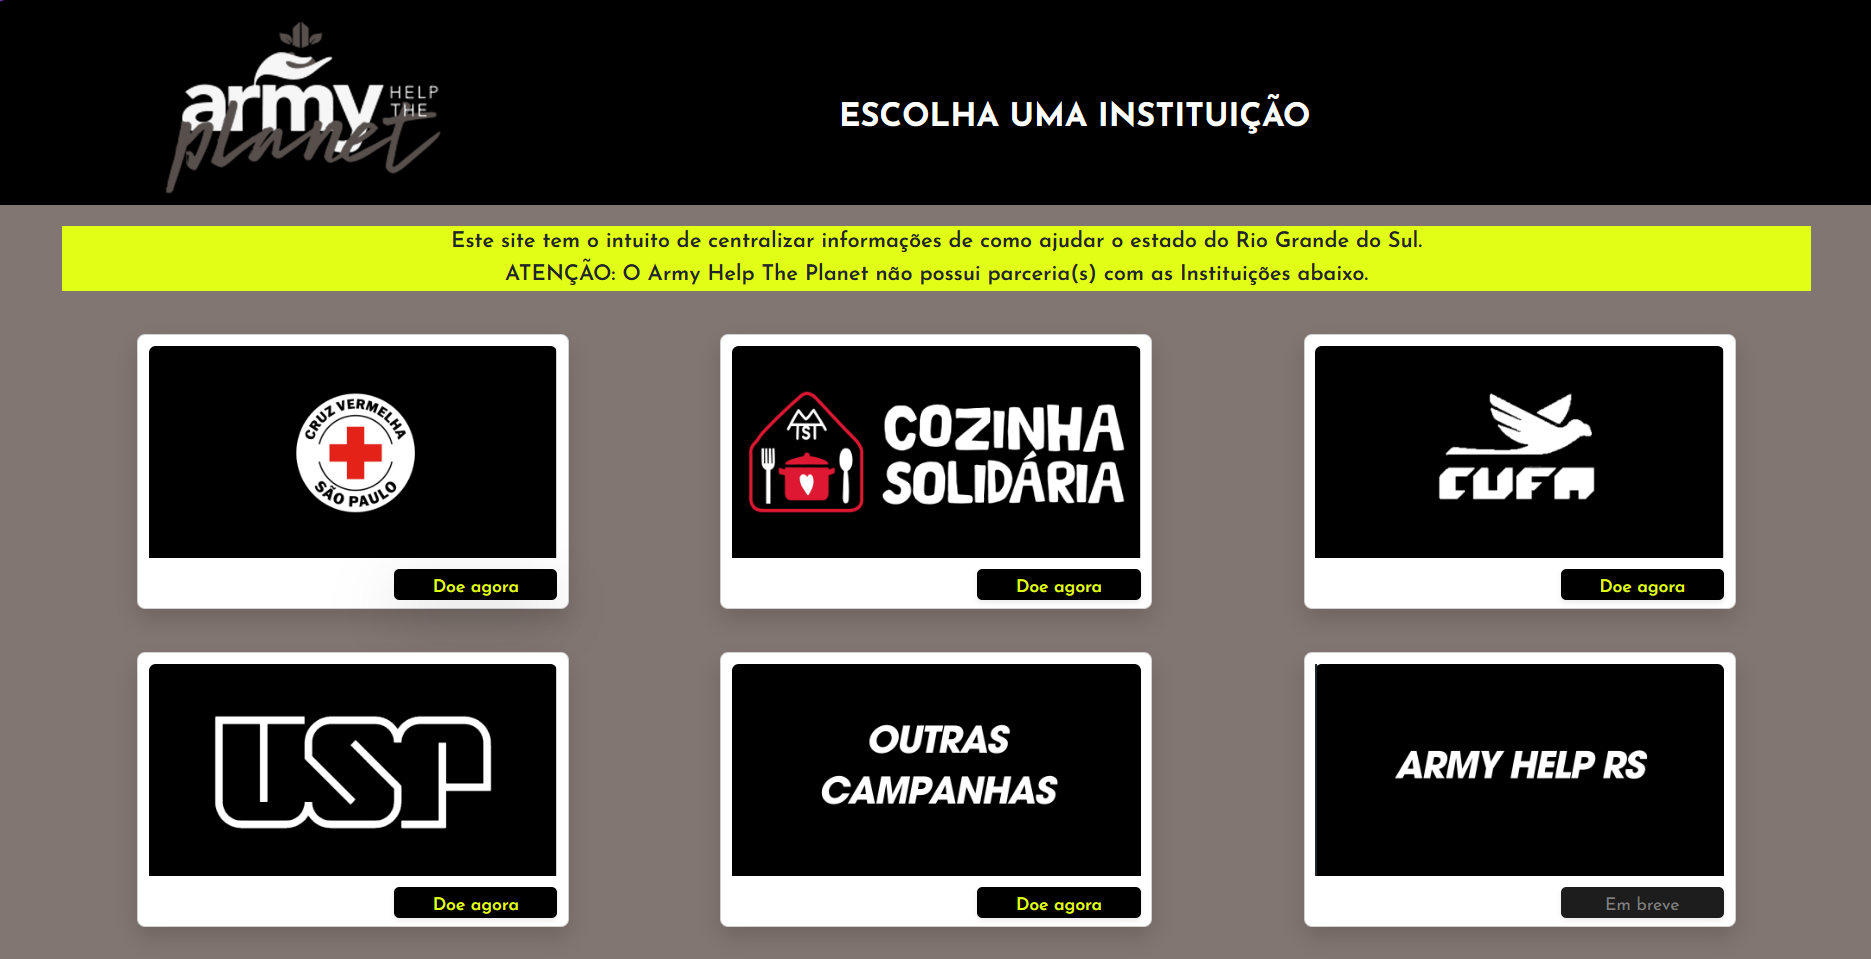 army HELP THE
planet
ESCOLHA UMA INSTITUIÇÃO
Este site tem o intuito de centralizar informações de como ajudar o estado do Rio Grande do Sul.
ATENÇÃO: O Army Help The Planet não possui parceria(s) com as Instituições abaixo.
CRUZ VERMELHA
SÃO PAULO
Doe agora
MTST
COZINHA
SOLIDÁRIA
Doe agora
CUFA
Doe agora
USP
Doe agora
OUTRAS
CAMPANHAS
Doe agora
ARMY HELP RS
Em breve